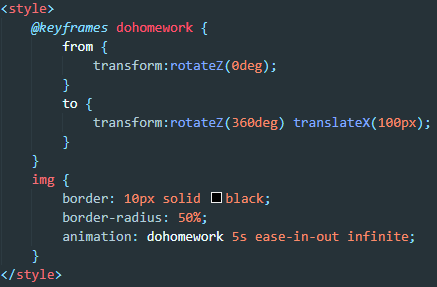 <style>
@keyframes dohomework {
from {
transform:rotateZ(0deg);
}
to {
transform:rotateZ(360deg) translateX(100px);
}
}
img {
border: 10px solid black;
border-radius: 50%;
animation: dohomework 5s ease-in-out infinite;
}
</style>